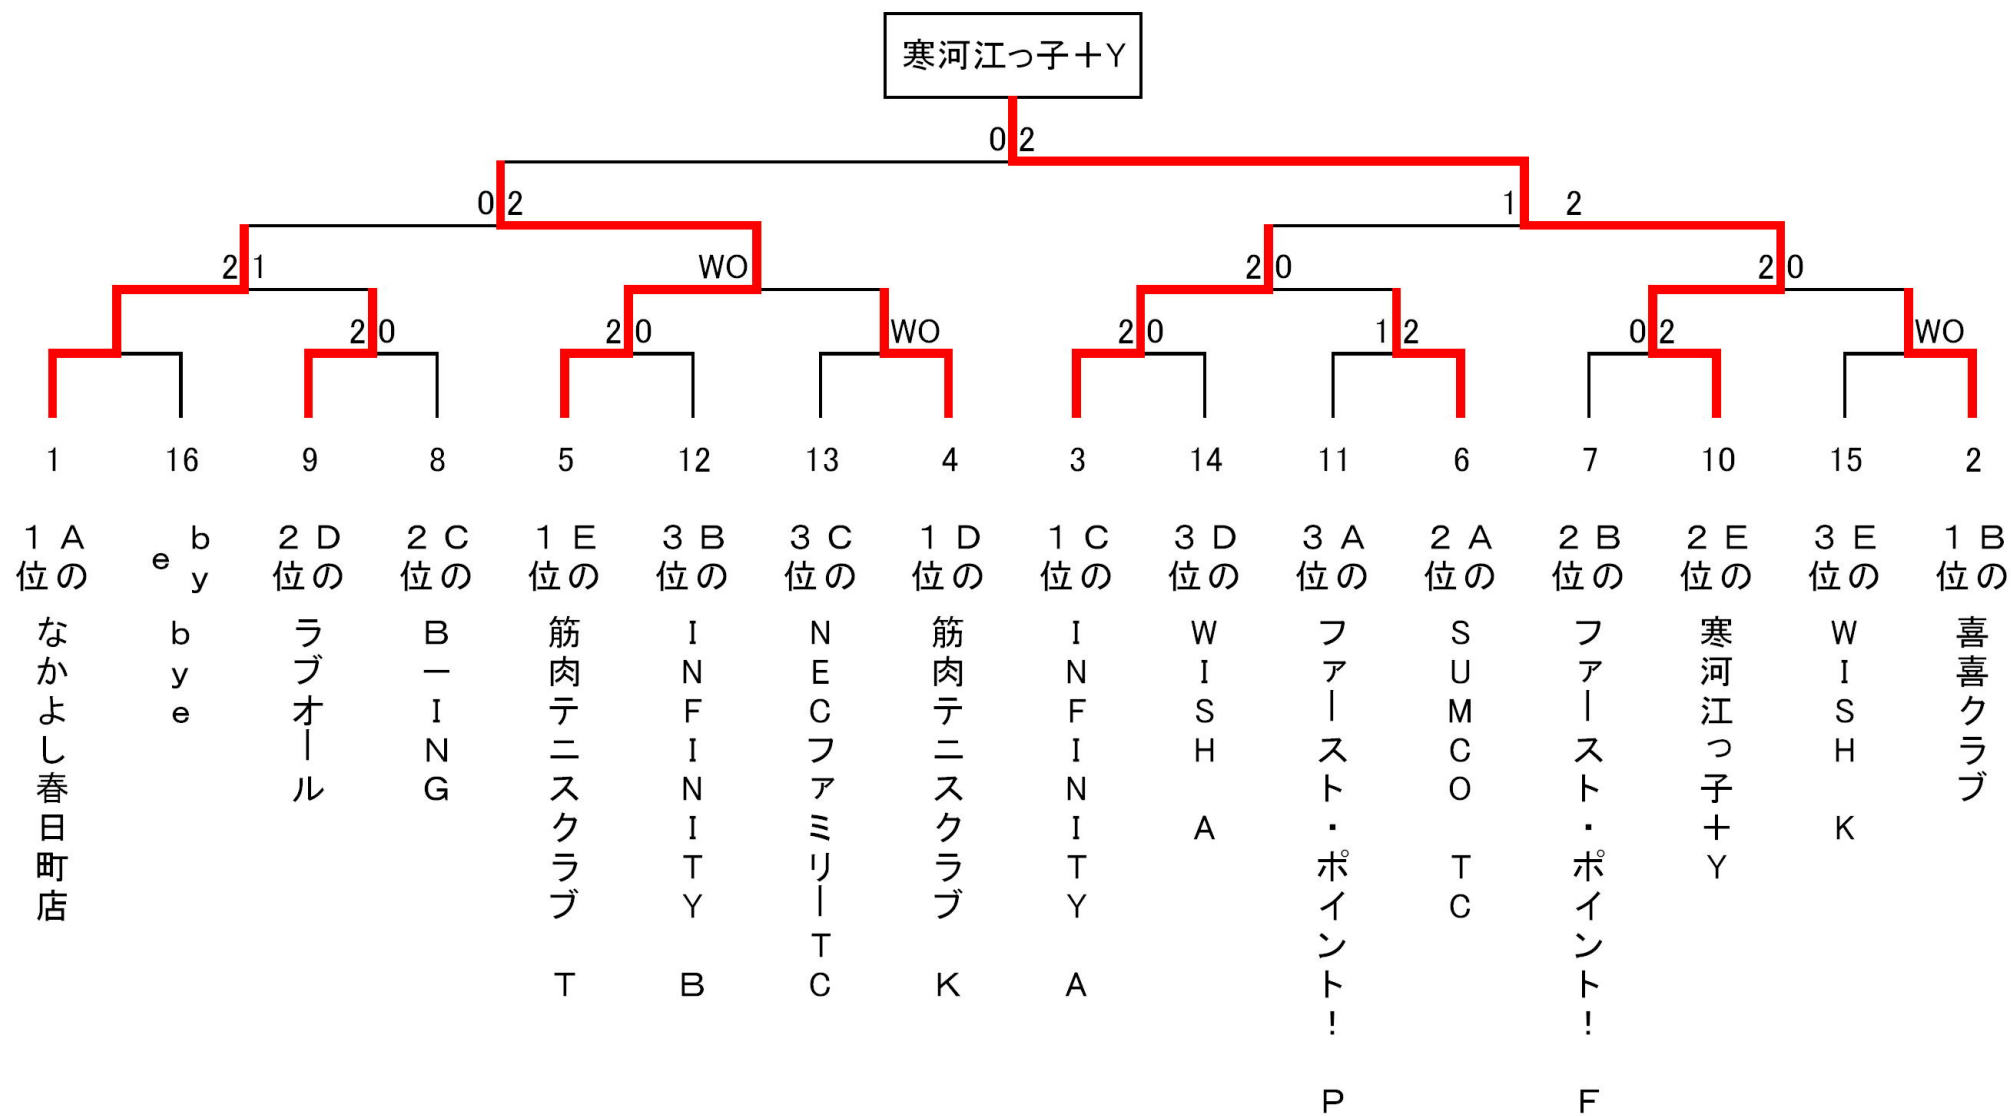 寒河江っ子＋Y
0 2
0 2
1 2
2 1
WO
2 0
2 0
2 0
2 0
WO
2 0
1 2
0 2
WO
1
16
9
8
5
12
13
4
3
14
11
6
7
10
15
2
Aの1位
bye
Dの2位
Cの2位
Eの1位
Bの3位
Cの3位
Dの1位
Cの1位
Dの3位
Aの3位
Aの2位
Bの2位
Eの2位
Eの3位
Bの1位
なかよし春日町店
bye
ラブオール
B－ING
筋肉テニスクラブ T
INFINITY B
NECファミリーTC
筋肉テニスクラブ K
INFINITY A
WISH A
ファースト・ポイント！ P
SUMCO TC
ファースト・ポイント！ F
寒河江っ子＋Y
WISH K
喜喜クラブ